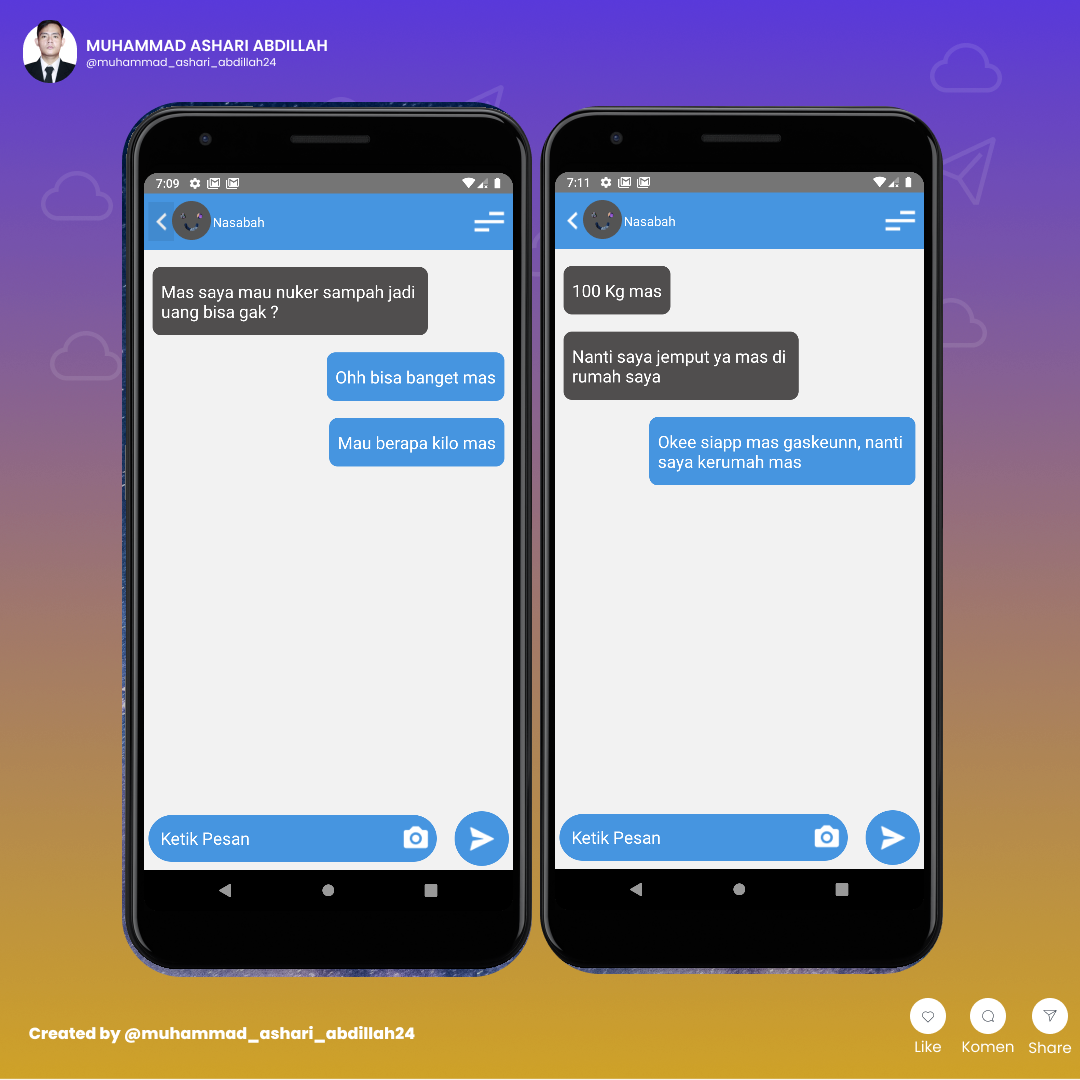 MUHAMMAD ASHARI ABDILLAH
@muhammad_ashari_abdillah24
7:09
Nasabah
Mas saya mau nuker sampah jadi
uang bisa gak ?
Ohh bisa banget mas
Mau berapa kilo mas
Ketik Pesan
7:11
Nasabah
100 Kg mas
Nanti saya jemput ya mas di
rumah saya
Okee siapp mas gaskeunn, nanti
saya kerumah mas
Ketik Pesan
Created by @muhammad_ashari_abdillah24
Like
Komen
Share